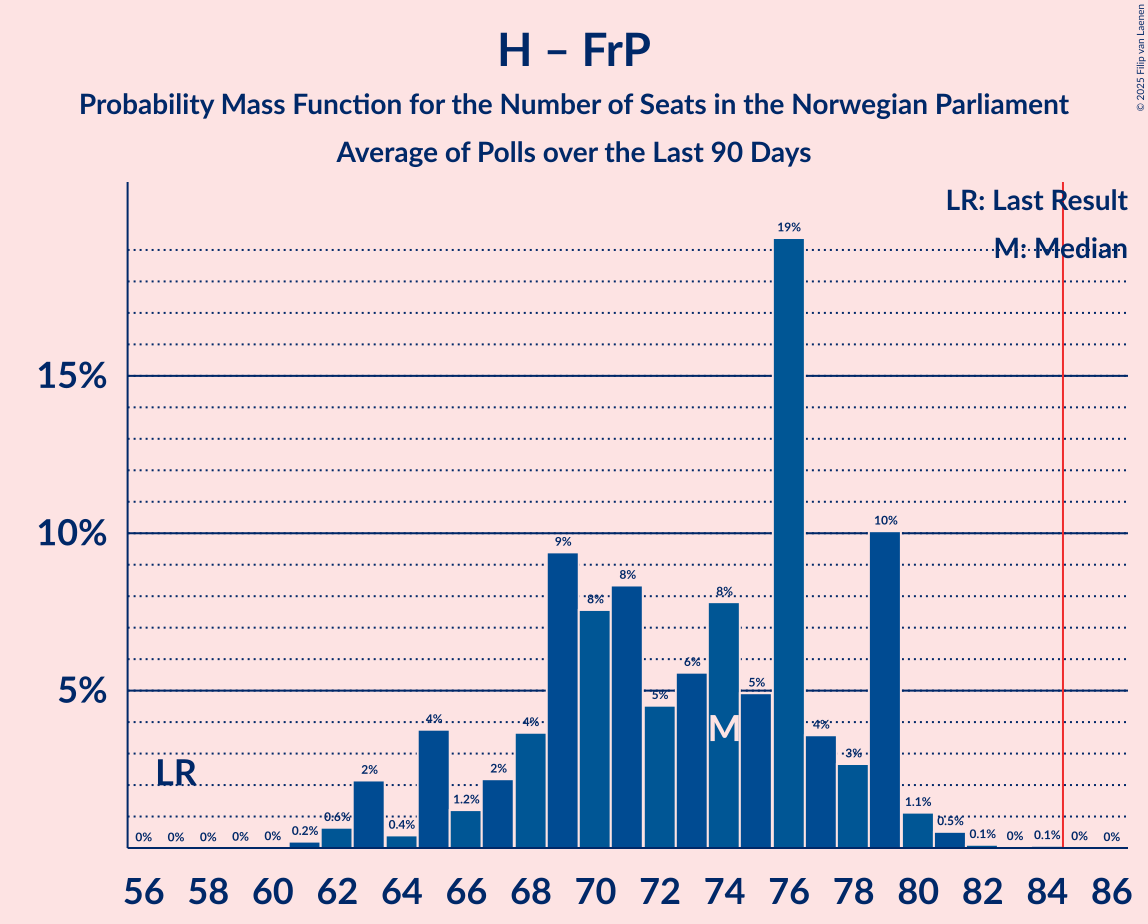 H – FrP
Probability Mass Function for the Number of Seats in the Norwegian Parliament
Average of Polls over the Last 90 Days
© 2025 Filip van Laenen
LR: Last Result
M: Median
15%
10%
5%
LR
M
0% 0% 0% 0% 0% 0.2% 0.6% 2% 0.4% 4% 1.2% 2% 4% 9% 8% 8% 5% 6% 8% 5% 19% 4% 3% 10% 1.1% 0.5% 0.1% 0% 0.1% 0% 0%
56 58 60 62 64 66 68 70 72 74 76 78 80 82 84 86